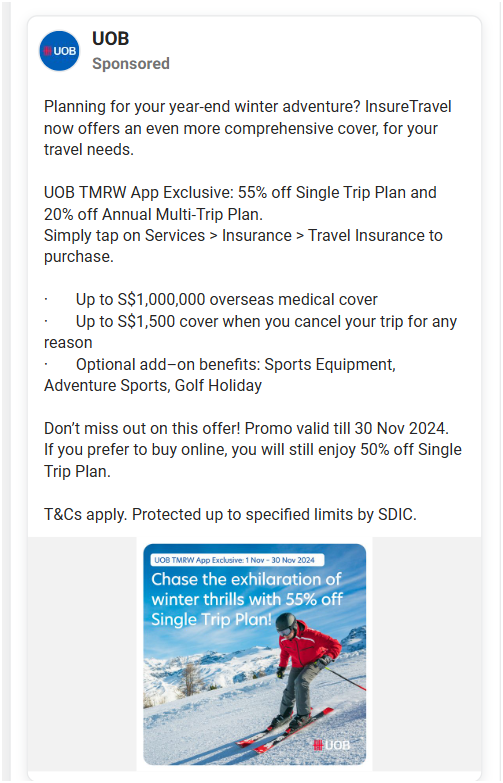 UOB
UOB
Sponsored
Planning for your year-end winter adventure? InsureTravel
now offers an even more comprehensive cover, for your
travel needs.
UOB TMRW App Exclusive: 55% off Single Trip Plan and
20% off Annual Multi-Trip Plan.
Simply tap on Services > Insurance > Travel Insurance to
purchase.
· Up to S$1,000,000 overseas medical cover
· Up to S$1,500 cover when you cancel your trip for any
reason
· Optional add–on benefits: Sports Equipment,
Adventure Sports, Golf Holiday
Don’t miss out on this offer! Promo valid till 30 Nov 2024.
If you prefer to buy online, you will still enjoy 50% off Single
Trip Plan.
T&Cs apply. Protected up to specified limits by SDIC.
UOB TMRW App Exclusive: 1 Nov - 30 Nov 2024
Chase the exhilaration of
winter thrills with 55% off
Single Trip Plan!
UOB